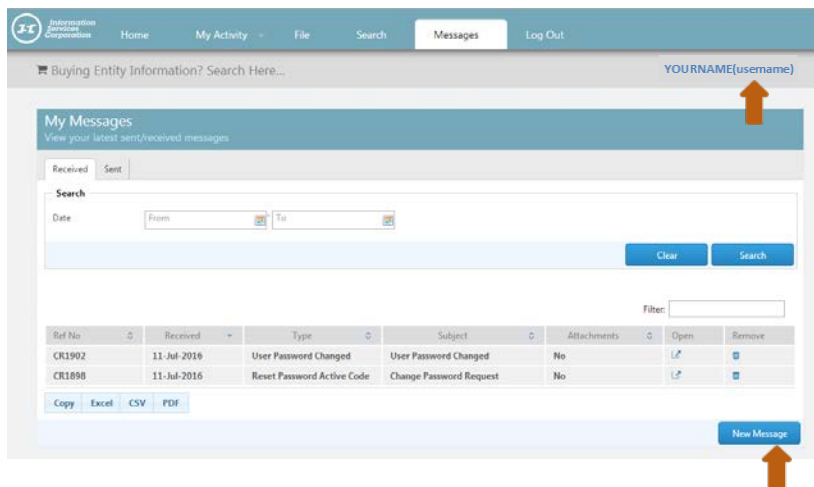 Information
Services
Corporation
Home My Activity File Search Messages Log Out
Buying Entity Information? Search Here...
YOURNAME(username)
My Messages
View your latest sent/received messages
Received Sent
Search
Date From To
Clear Search
Filter:
Ref No Received Type Subject Attachments Open Remove
CR1902 11-Jul-2016 User Password Changed User Password Changed No
CR1898 11-Jul-2016 Reset Password Active Code Change Password Request No
Copy Excel CSV PDF
New Message